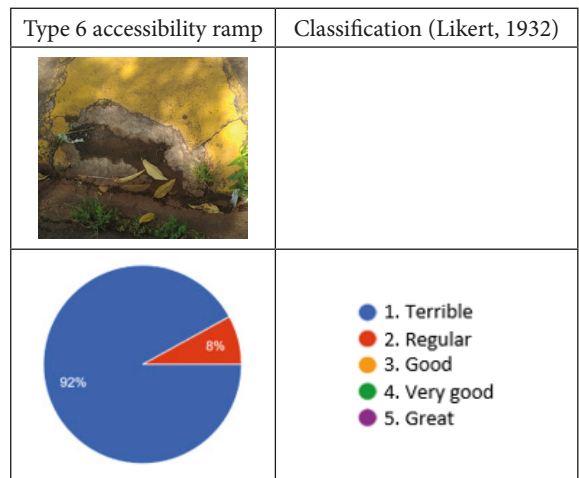 Type 6 accessibility ramp
Classification (Likert, 1932)
92%
8%
1. Terrible
2. Regular
3. Good
4. Very good
5. Great